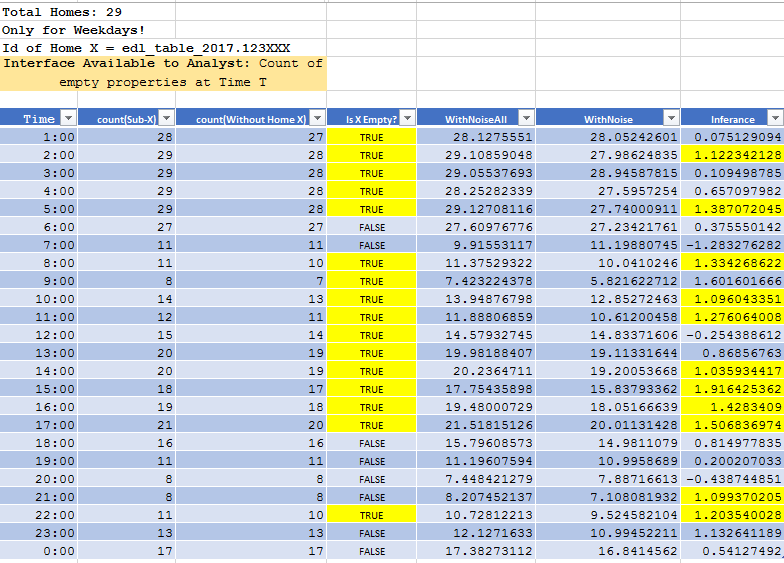 Total Homes: 29
Only for Weekdays!
Id of Home X = edl_table_2017.123XXX
Interface Available to Analyst: Count of
empty properties at Time T
Time count(Sub-X) count(Without Home X) Is X Empty? WithNoiseAll WithNoise Inferance
1:00 28 27 TRUE 28.1275551 28.05242601 0.075129094
2:00 29 28 TRUE 29.10859048 27.98624835 1.122342128
3:00 29 28 TRUE 29.05537693 28.94587815 0.109498785
4:00 29 28 TRUE 28.25282339 27.5957254 0.657097982
5:00 29 28 TRUE 29.12708116 27.74000911 1.387072045
6:00 27 27 FALSE 27.60976776 27.23421761 0.375550142
7:00 11 11 FALSE 9.91553117 11.19880745 -1.283276282
8:00 11 10 TRUE 11.37529322 10.0410246 1.334268622
9:00 8 7 TRUE 7.423224378 5.821622712 1.601601666
10:00 14 13 TRUE 13.94876798 12.85272463 1.096043351
11:00 12 11 TRUE 11.88806859 10.61200458 1.276064008
12:00 15 14 TRUE 14.57932745 14.83371606 -0.254388612
13:00 20 19 TRUE 19.98188407 19.11331644 0.86856763
14:00 20 19 TRUE 20.2364711 19.20053668 1.035934417
15:00 18 17 TRUE 17.75435898 15.83793362 1.916425362
16:00 19 18 TRUE 19.48000729 18.05166639 1.4283409
17:00 21 20 TRUE 21.51815126 20.01131428 1.506836974
18:00 16 16 FALSE 15.79608573 14.9811079 0.814977835
19:00 11 11 FALSE 11.19607594 10.9958689 0.200207033
20:00 8 8 FALSE 7.448421279 7.88716613 -0.438744851
21:00 8 8 FALSE 8.207452137 7.108081932 1.099370205
22:00 11 10 TRUE 10.72812213 9.524582104 1.203540028
23:00 13 13 FALSE 12.1271633 10.99452211 1.132641189
0:00 17 17 FALSE 17.38273112 16.8414562 0.54127492